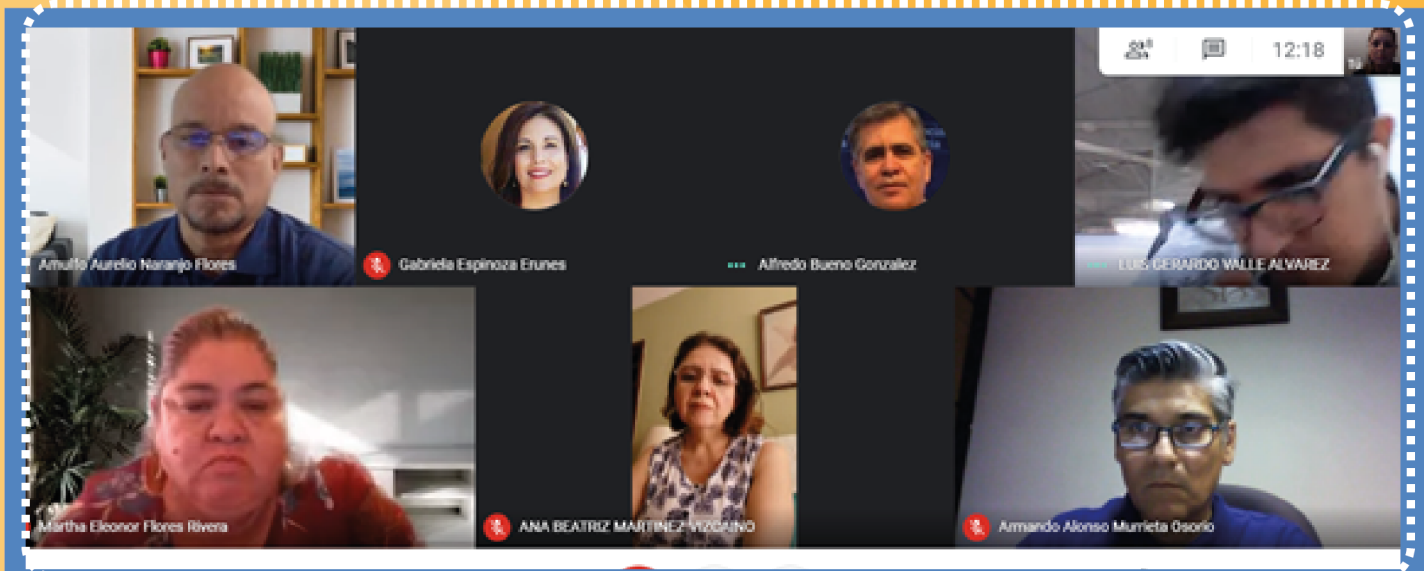 12:18
Tú
Arnulfo Aurelio Naranjo Flores
Gabriela Espinoza Erunes
Alfredo Bueno Gonzalez
LUIS GERARDO VALLE ALVAREZ
Martha Eleonor Flores Rivera
ANA BEATRIZ MARTINEZ VIZCAINO
Armando Alonso Murrieta Osorio